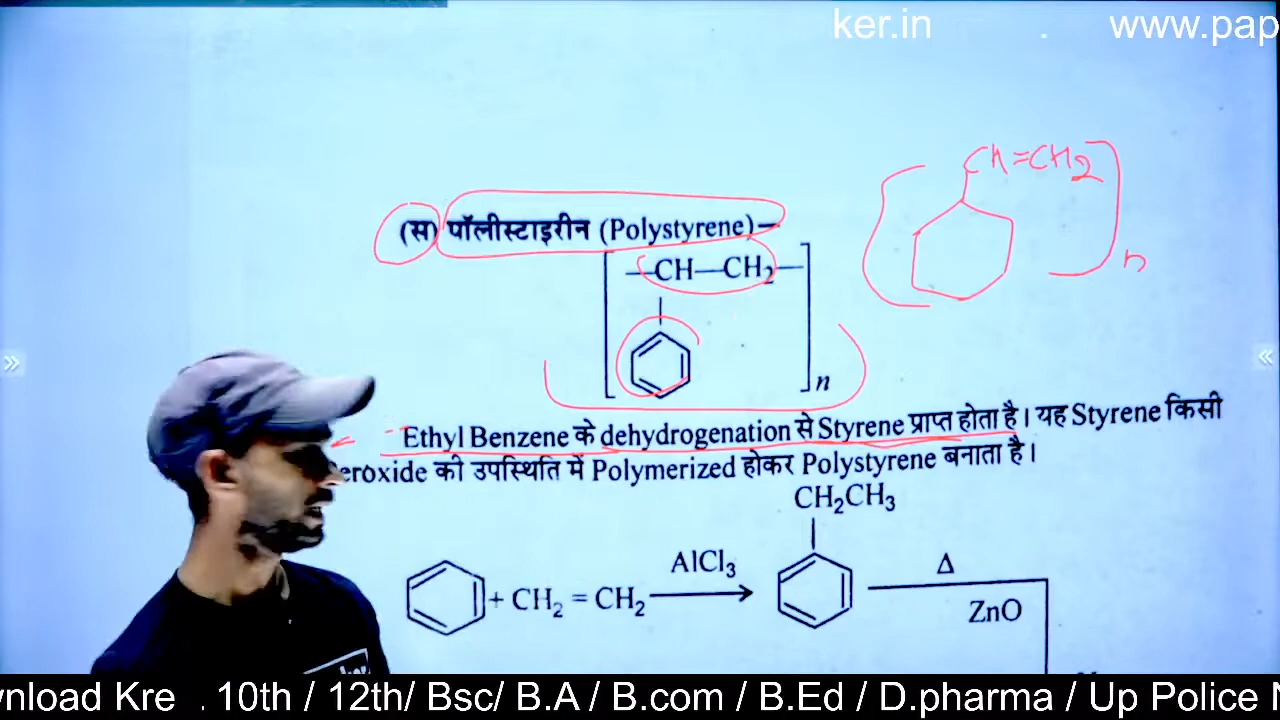 ker.in . www.pap
CH=CH2
n
(स) पॉलीस्टाइरीन (Polystyrene)–
—CH—CH2—
n
Ethyl Benzene के dehydrogenation से Styrene प्राप्त होता है। यह Styrene किसी
eroxide की उपस्थिति में Polymerized होकर Polystyrene बनाता है।
CH2CH3
+ CH2 = CH2 AlCl3 Δ
ZnO
wnload Kre . 10th / 12th/ Bsc/ B.A / B.com / B.Ed / D.pharma / Up Police N